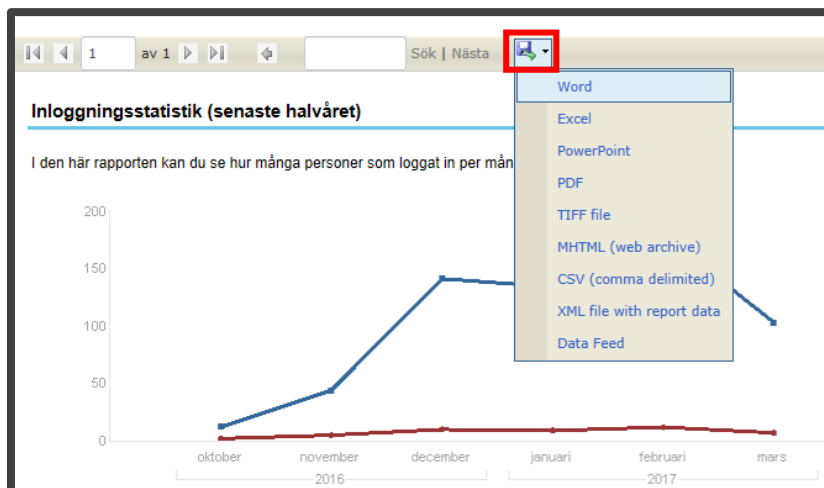 1 av 1 Sök | Nästa
Word
Excel
PowerPoint
PDF
TIFF file
MHTML (web archive)
CSV (comma delimited)
XML file with report data
Data Feed
Inloggningsstatistik (senaste halvåret)
I den här rapporten kan du se hur många personer som loggat in per mån
200
150
100
50
0
oktober november december januari februari mars
2016 2017